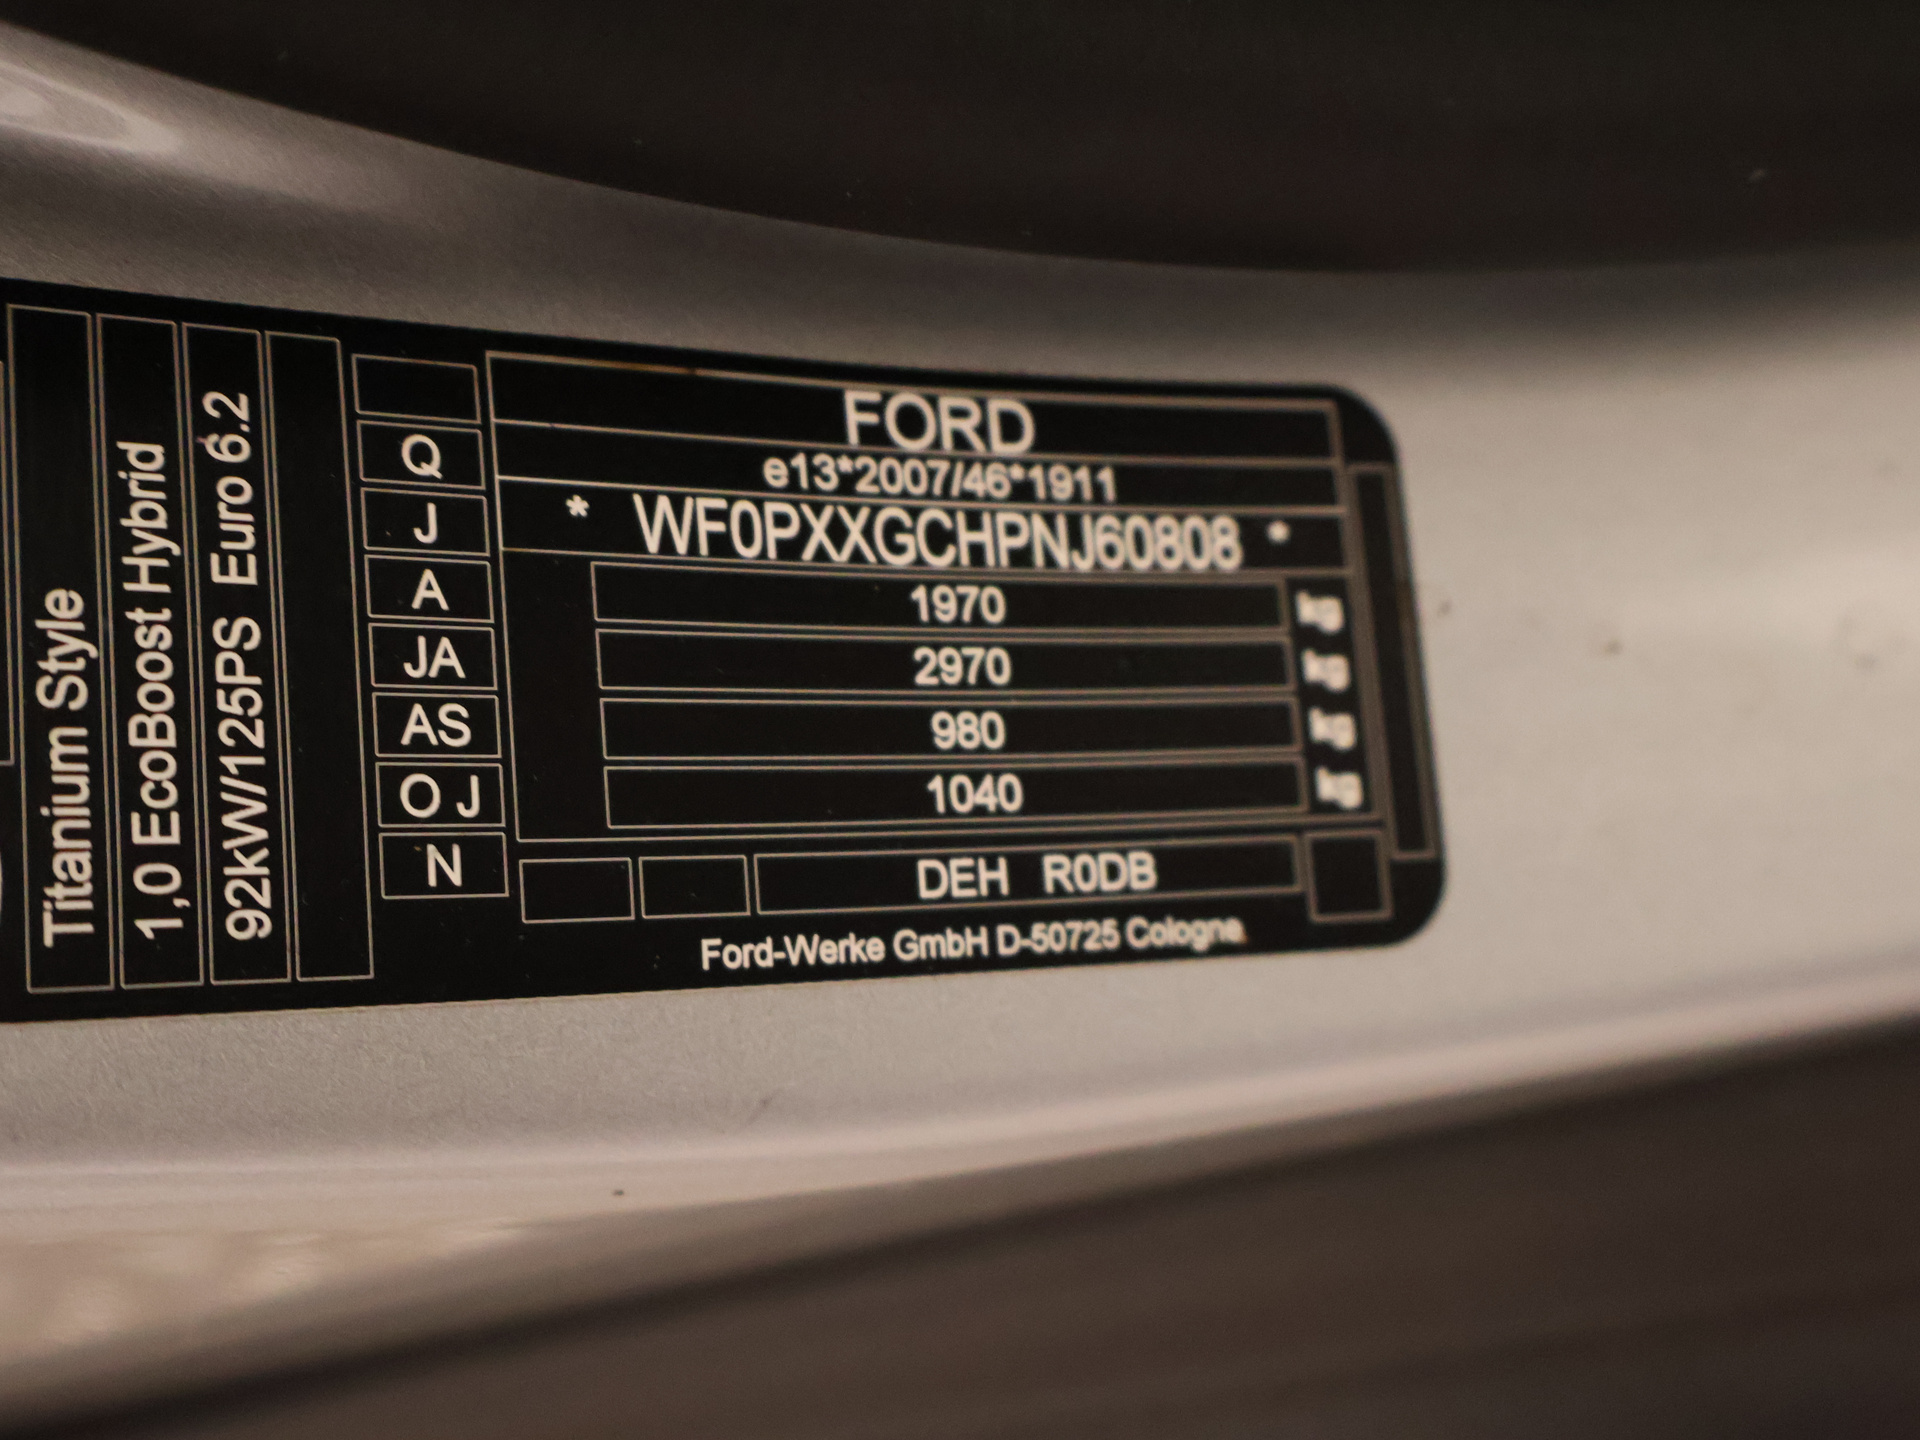 Titanium Style
1,0 EcoBoost Hybrid
92kW/125PS Euro 6.2
Q
J
A
JA
AS
O J
N
FORD
e13*2007/46*1911
* WF0PXXGCHPNJ60808 *
1970 kg
2970 kg
980 kg
1040 kg
DEH R0DB
Ford-Werke GmbH D-50725 Cologne